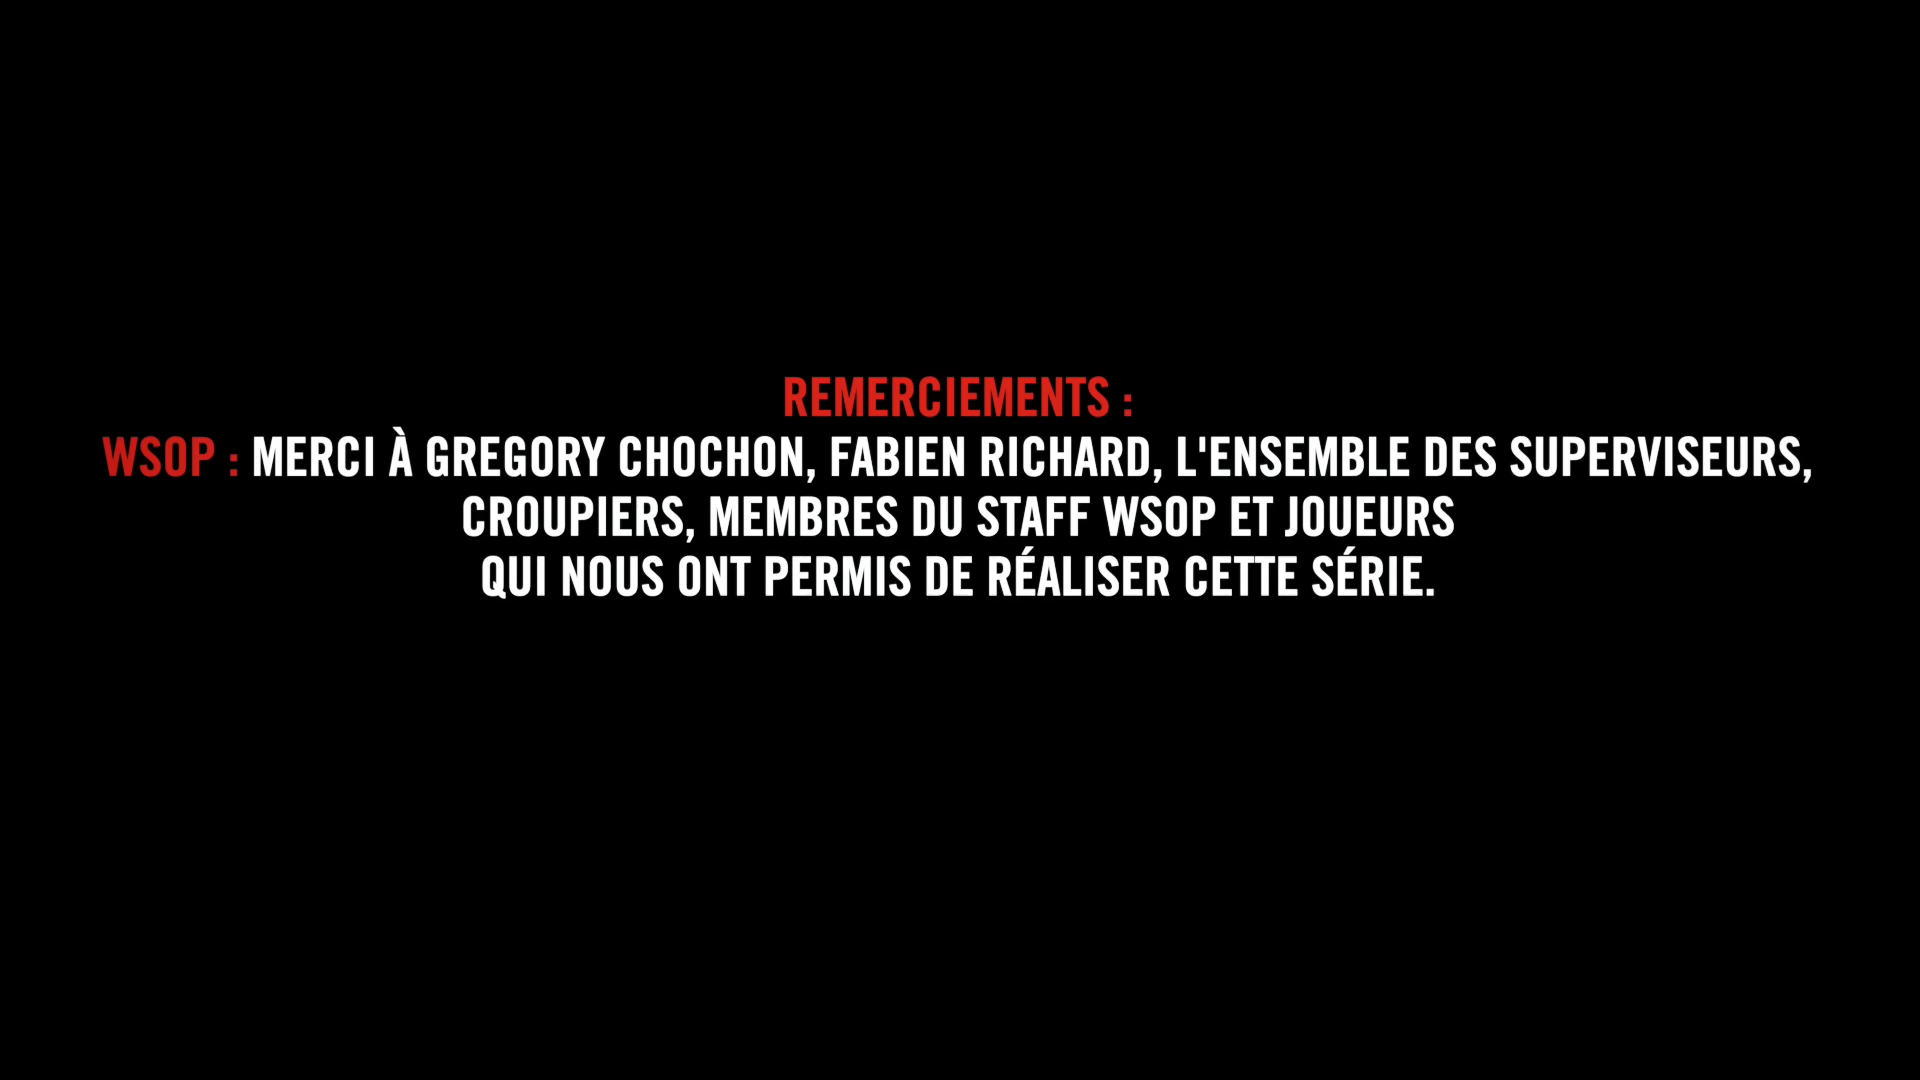 REMERCIEMENTS :
WSOP : MERCI À GREGORY CHOCHON, FABIEN RICHARD, L'ENSEMBLE DES SUPERVISEURS,
CROUPIERS, MEMBRES DU STAFF WSOP ET JOUEURS
QUI NOUS ONT PERMIS DE RÉALISER CETTE SÉRIE.